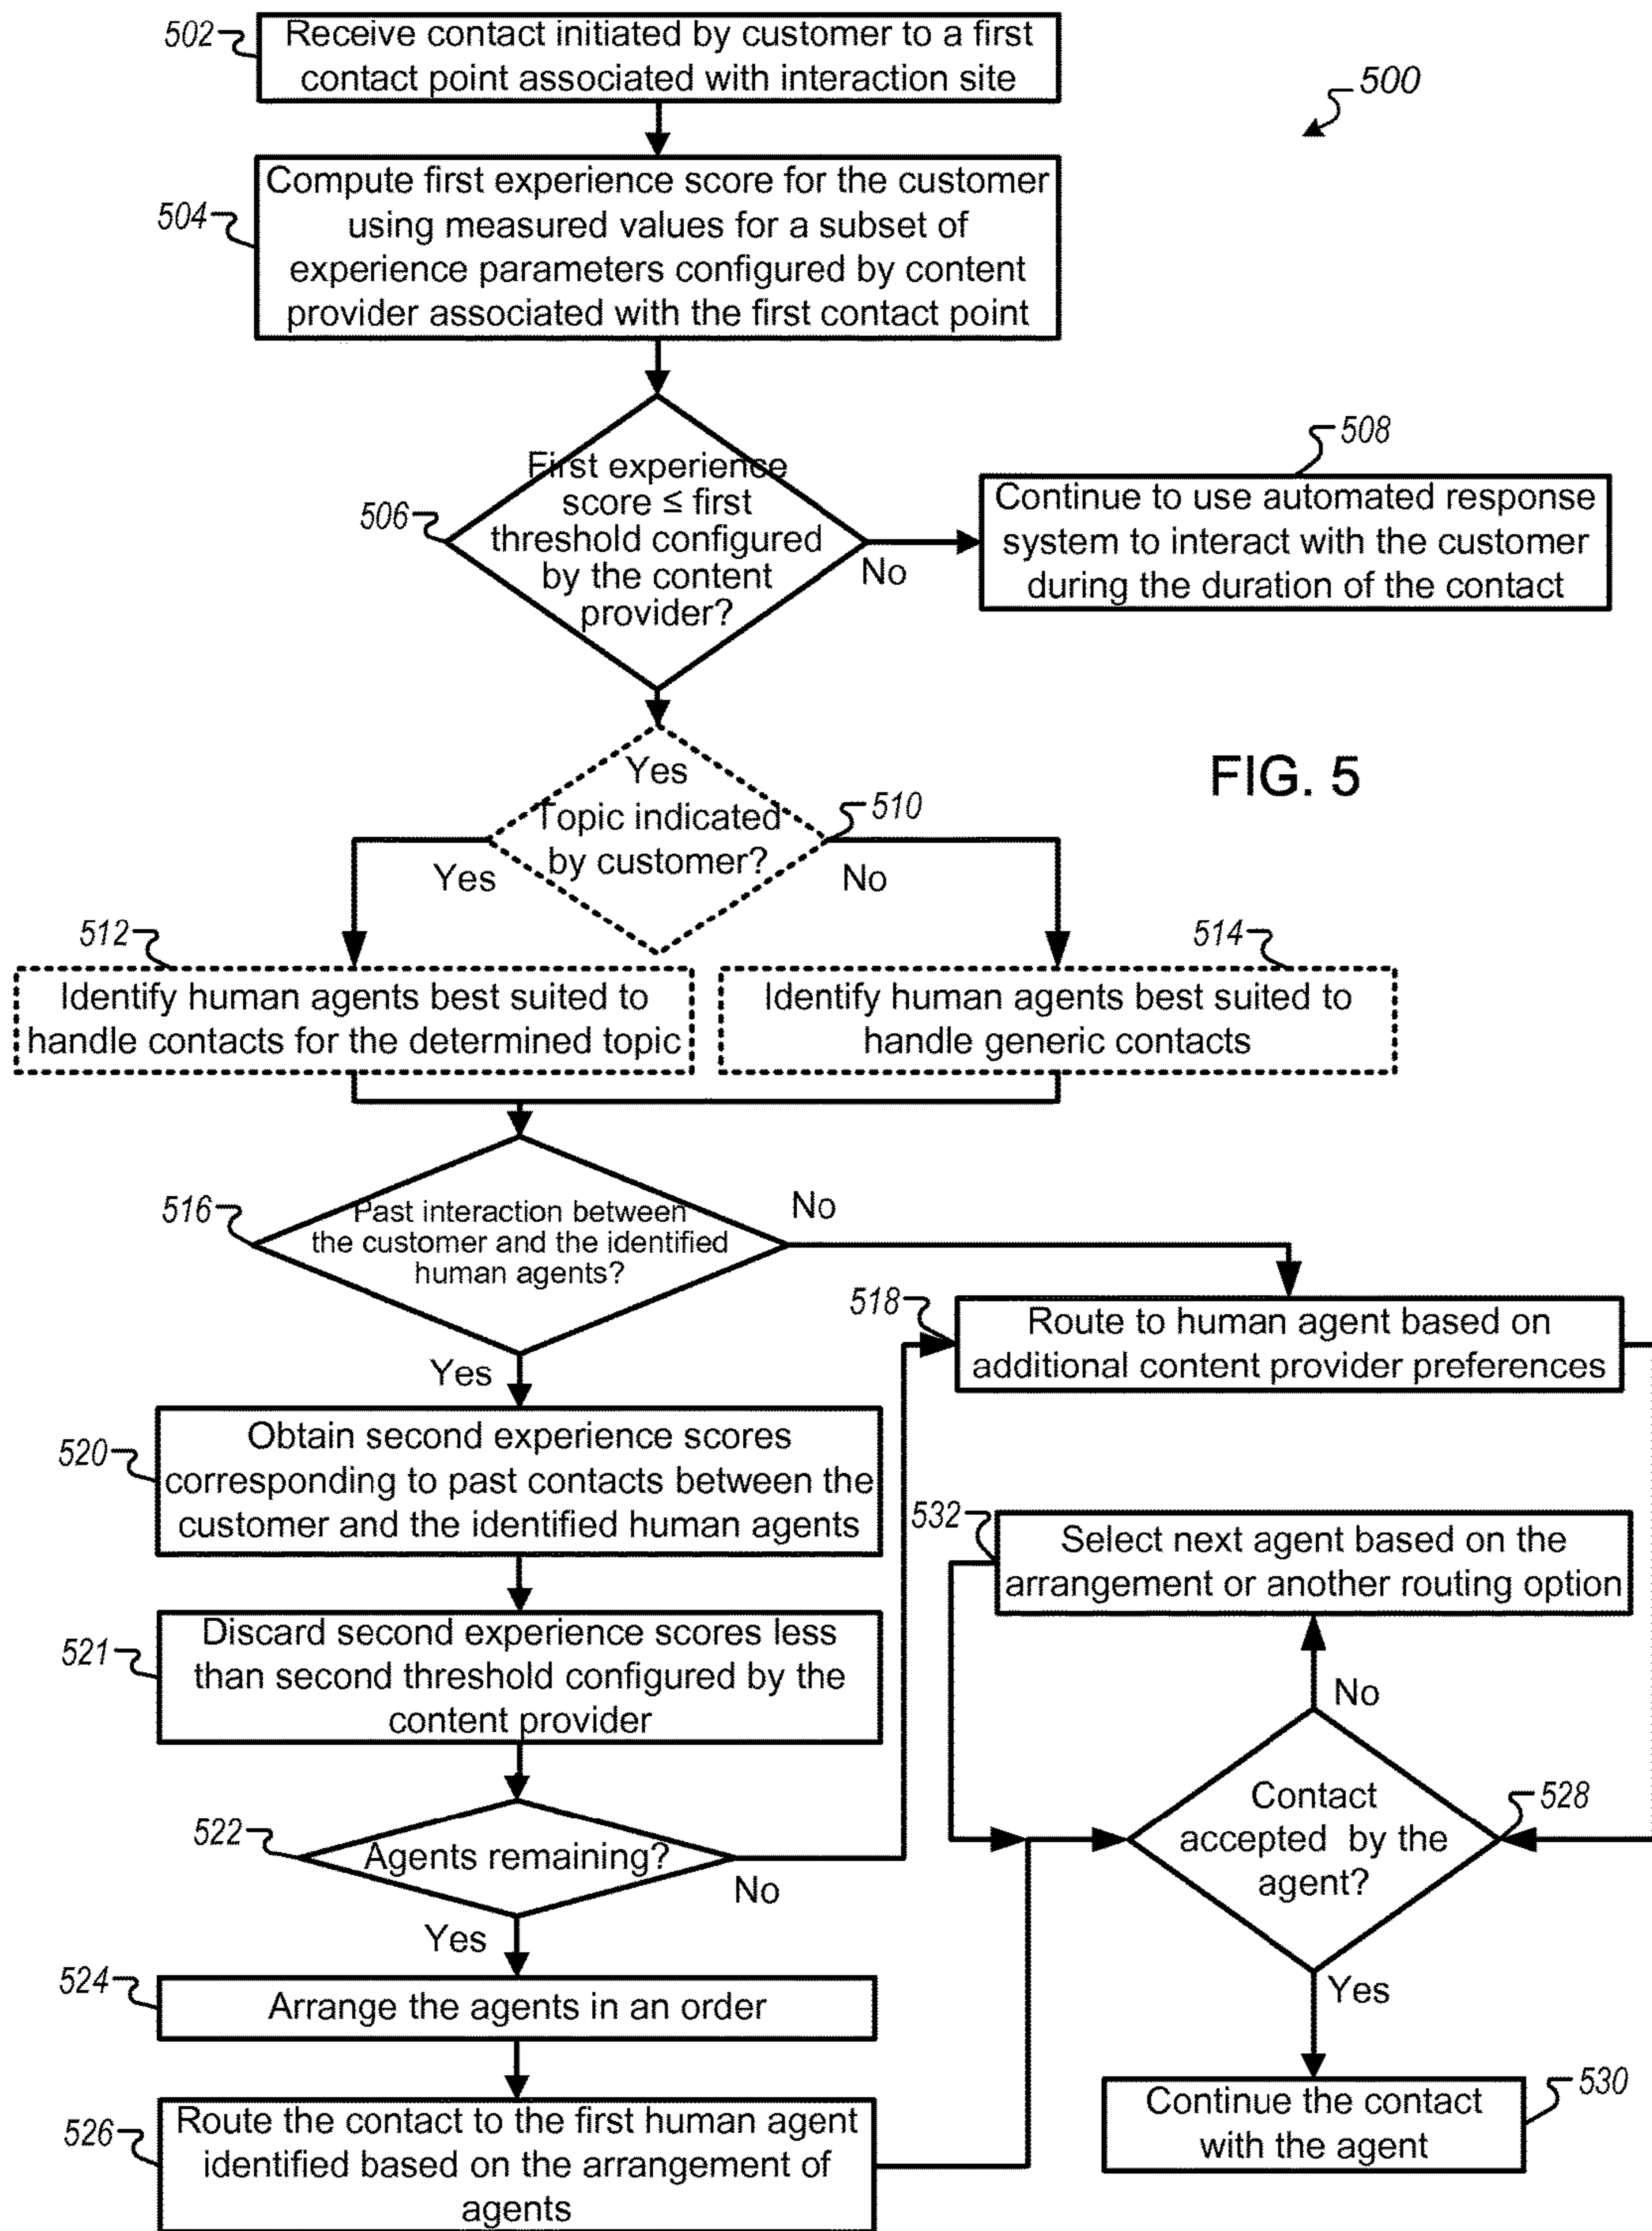 502
Receive contact initiated by customer to a first
contact point associated with interaction site
500
504
Compute first experience score for the customer
using measured values for a subset of
experience parameters configured by content
provider associated with the first contact point
506
First experience
score ≤ first
threshold configured
by the content
provider?
No
508
Continue to use automated response
system to interact with the customer
during the duration of the contact
FIG. 5
Yes
Topic indicated
by customer?
510
Yes
No
512
Identify human agents best suited to
handle contacts for the determined topic
514
Identify human agents best suited to
handle generic contacts
516
Past interaction between
the customer and the identified
human agents?
No
Yes
518
Route to human agent based on
additional content provider preferences
520
Obtain second experience scores
corresponding to past contacts between the
customer and the identified human agents
532
Select next agent based on the
arrangement or another routing option
521
Discard second experience scores less
than second threshold configured by the
content provider
No
522
Agents remaining?
No
Yes
Contact
accepted by the
agent?
528
Yes
524
Arrange the agents in an order
526
Route the contact to the first human agent
identified based on the arrangement of
agents
530
Continue the contact
with the agent